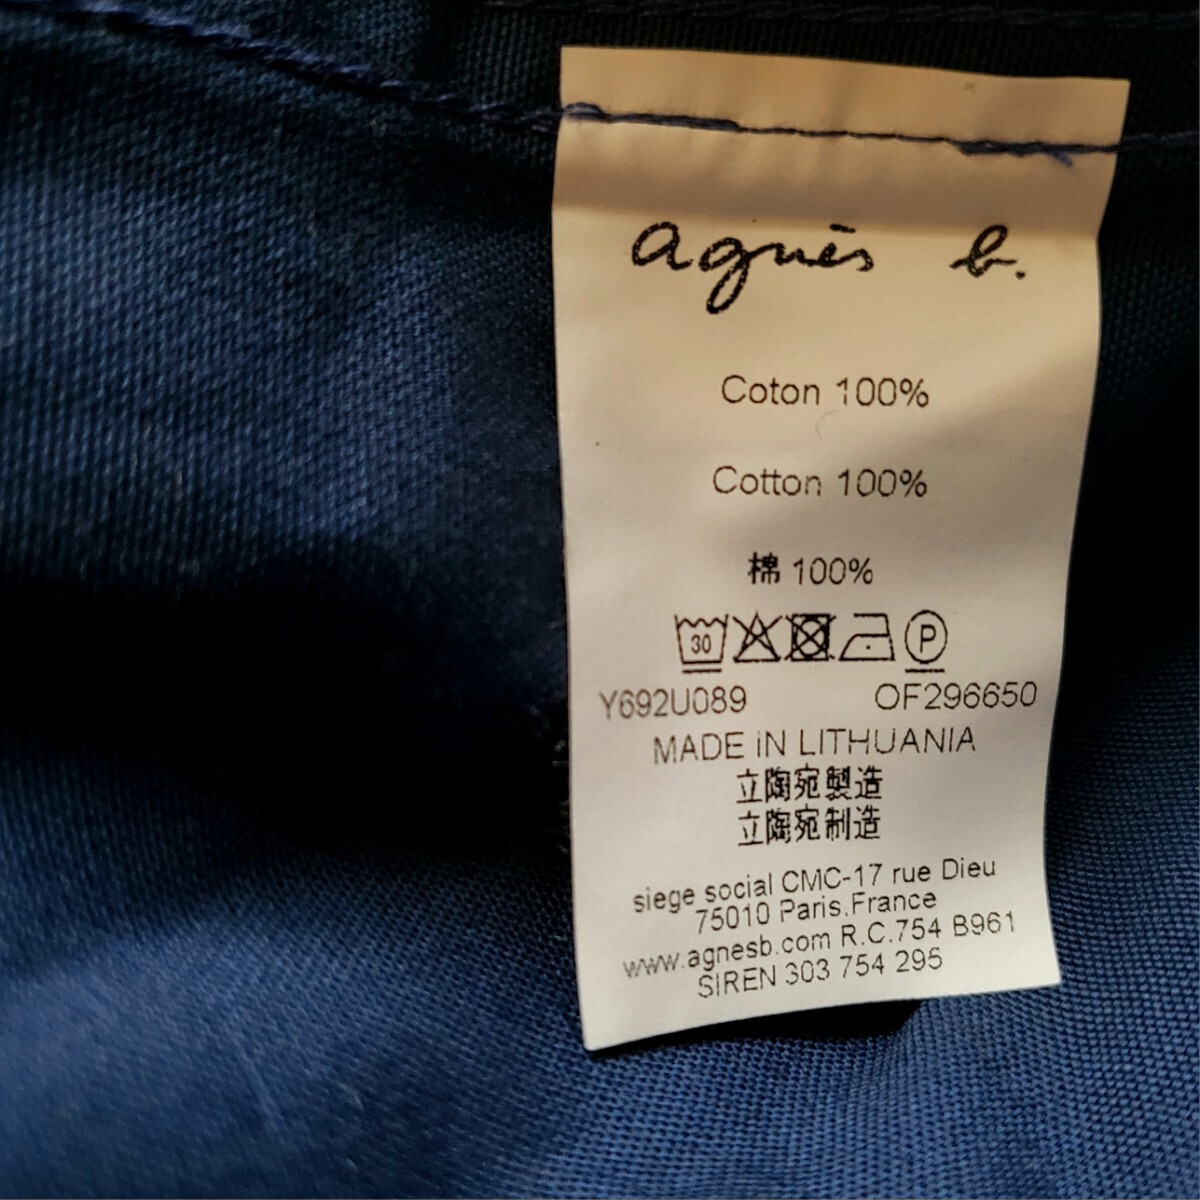 agnès b.
Coton 100%
Cotton 100%
棉 100%
30 P
Y692U089 OF296650
MADE IN LITHUANIA
立陶宛製造
立陶宛制造
siege social CMC-17 rue Dieu
75010 Paris.France
www.agnesb.com R.C.754 B961
SIREN 303 754 295